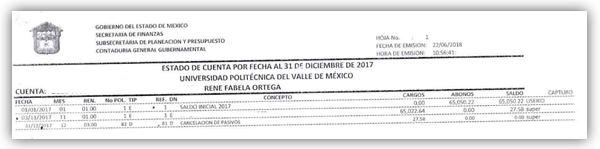 GOBIERNO DEL ESTADO DE MEXICO
SECRETARIA DE FINANZAS
SUBSECRETARIA DE PLANEACION Y PRESUPUESTO
CONTADURIA GENERAL GUBERNAMENTAL
HOJA No. : 1
FECHA DE EMISION: 22/06/2018
HORA DE EMISION: 10:56:41:
ESTADO DE CUENTA POR FECHA AL 31 DE DICIEMBRE DE 2017
UNIVERSIDAD POLITÉCNICA DEL VALLE DE MÉXICO
RENE FABELA ORTEGA
CUENTA:
FECHA MES REN. No POL. TIP REF. DN CONCEPTO CARGOS ABONOS SALDO CAPTURO
01/01/2017 01 01.00 1 E 1 SALDO INICIAL 2017 0.00 65,050.22 65,050.22 USERID
03/11/2017 11 01.00 1 E 1 E 65,022.64 0.00 27.58 super
31/12/2017 12 03.00 81 D 81 D CANCELACION DE PASIVOS 27.58 0.00 0.00 super